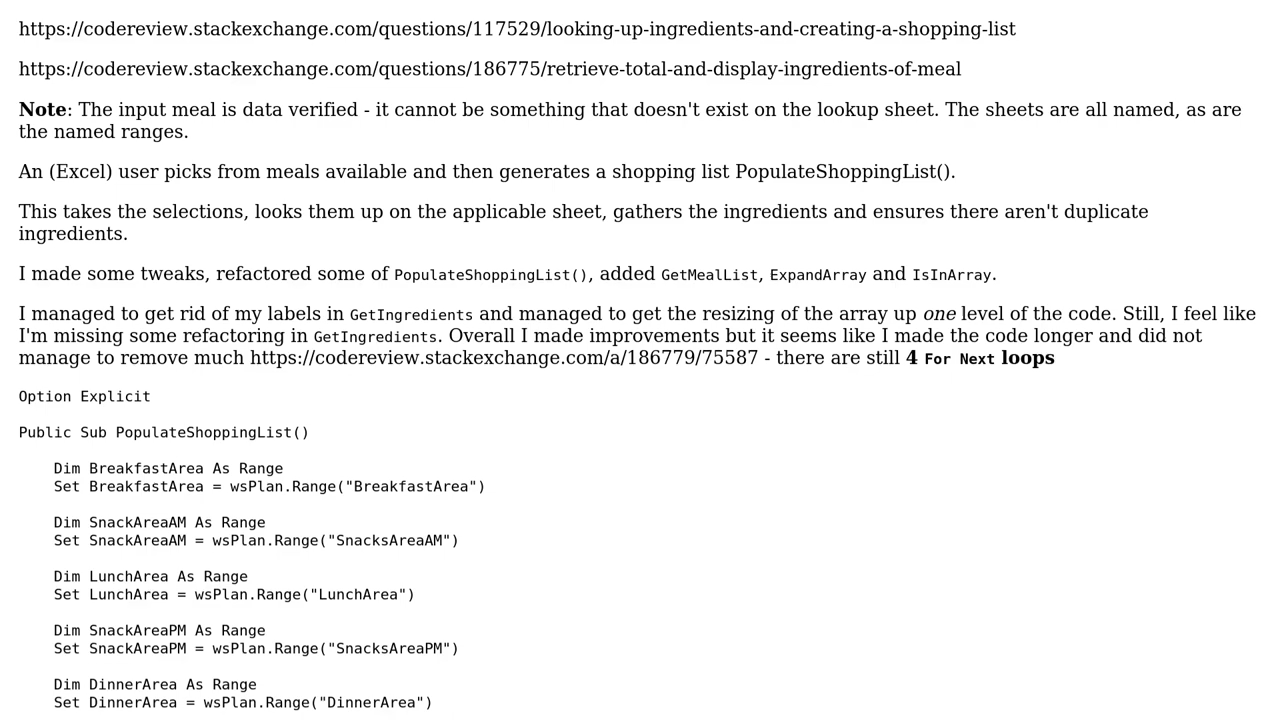 https://codereview.stackexchange.com/questions/117529/looking-up-ingredients-and-creating-a-shopping-list
https://codereview.stackexchange.com/questions/186775/retrieve-total-and-display-ingredients-of-meal
Note: The input meal is data verified - it cannot be something that doesn't exist on the lookup sheet. The sheets are all named, as are
the named ranges.
An (Excel) user picks from meals available and then generates a shopping list PopulateShoppingList().
This takes the selections, looks them up on the applicable sheet, gathers the ingredients and ensures there aren't duplicate
ingredients.
I made some tweaks, refactored some of PopulateShoppingList(), added GetMealList, ExpandArray and IsInArray.
I managed to get rid of my labels in GetIngredients and managed to get the resizing of the array up one level of the code. Still, I feel like
I'm missing some refactoring in GetIngredients. Overall I made improvements but it seems like I made the code longer and did not
manage to remove much https://codereview.stackexchange.com/a/186779/75587 - there are still 4 For Next loops
Option Explicit
Public Sub PopulateShoppingList()
    Dim BreakfastArea As Range
    Set BreakfastArea = wsPlan.Range("BreakfastArea")
    Dim SnackAreaAM As Range
    Set SnackAreaAM = wsPlan.Range("SnacksAreaAM")
    Dim LunchArea As Range
    Set LunchArea = wsPlan.Range("LunchArea")
    Dim SnackAreaPM As Range
    Set SnackAreaPM = wsPlan.Range("SnacksAreaPM")
    Dim DinnerArea As Range
    Set DinnerArea = wsPlan.Range("DinnerArea")